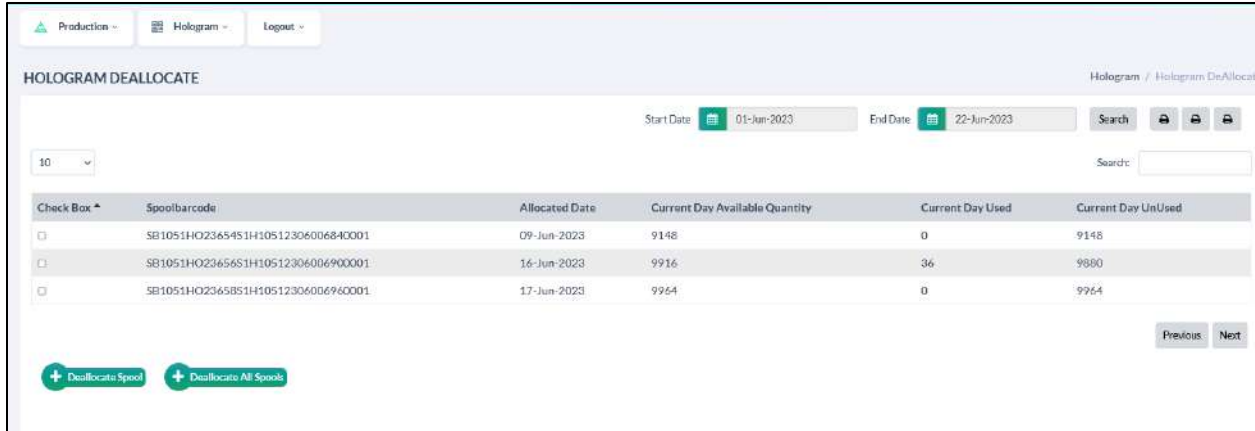 Production Hologram Logout
HOLOGRAM DEALLOCATE Hologram / Hologram DeAllocat
Start Date 01-Jun-2023 End Date 22-Jun-2023 Search
10 Search:
Check Box Spoolbarcode Allocated Date Current Day Available Quantity Current Day Used Current Day UnUsed
SB1051HO23654S1H10512306006840001 09-Jun-2023 9148 0 9148
SB1051HO23656S1H10512306006900001 16-Jun-2023 9916 36 9880
SB1051HO23658S1H10512306006960001 17-Jun-2023 9964 0 9964
Previous Next
Deallocate Spool Deallocate All Spools